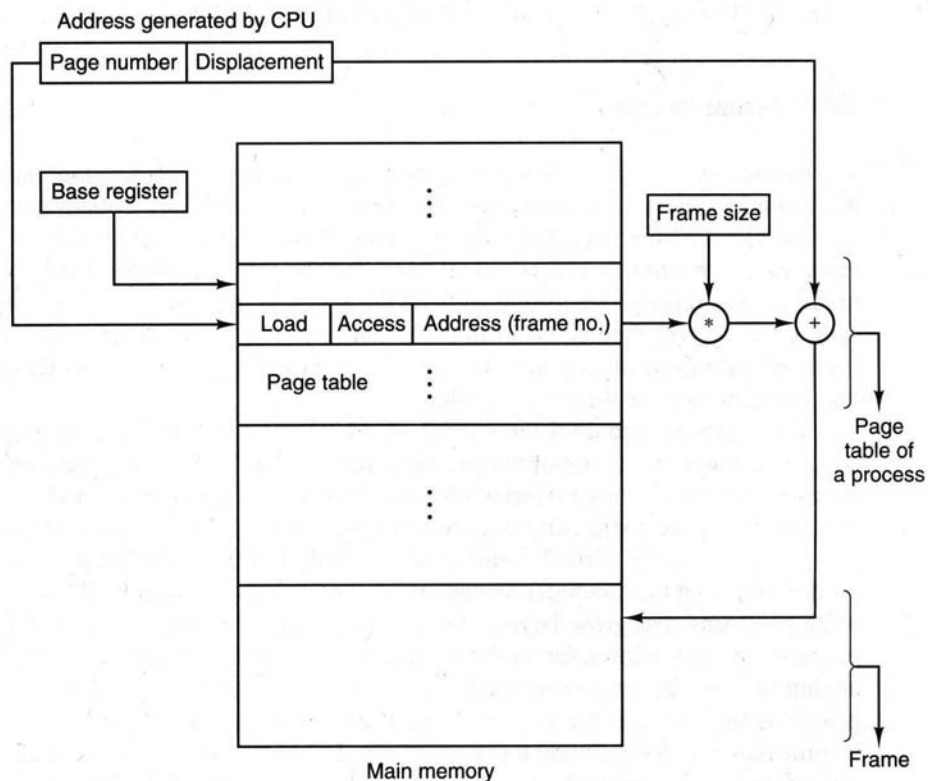 Address generated by CPU
Page number Displacement
Base register
Frame size
Load Access Address (frame no.)
*
+
Page table
Page
table of
a process
Frame
Main memory